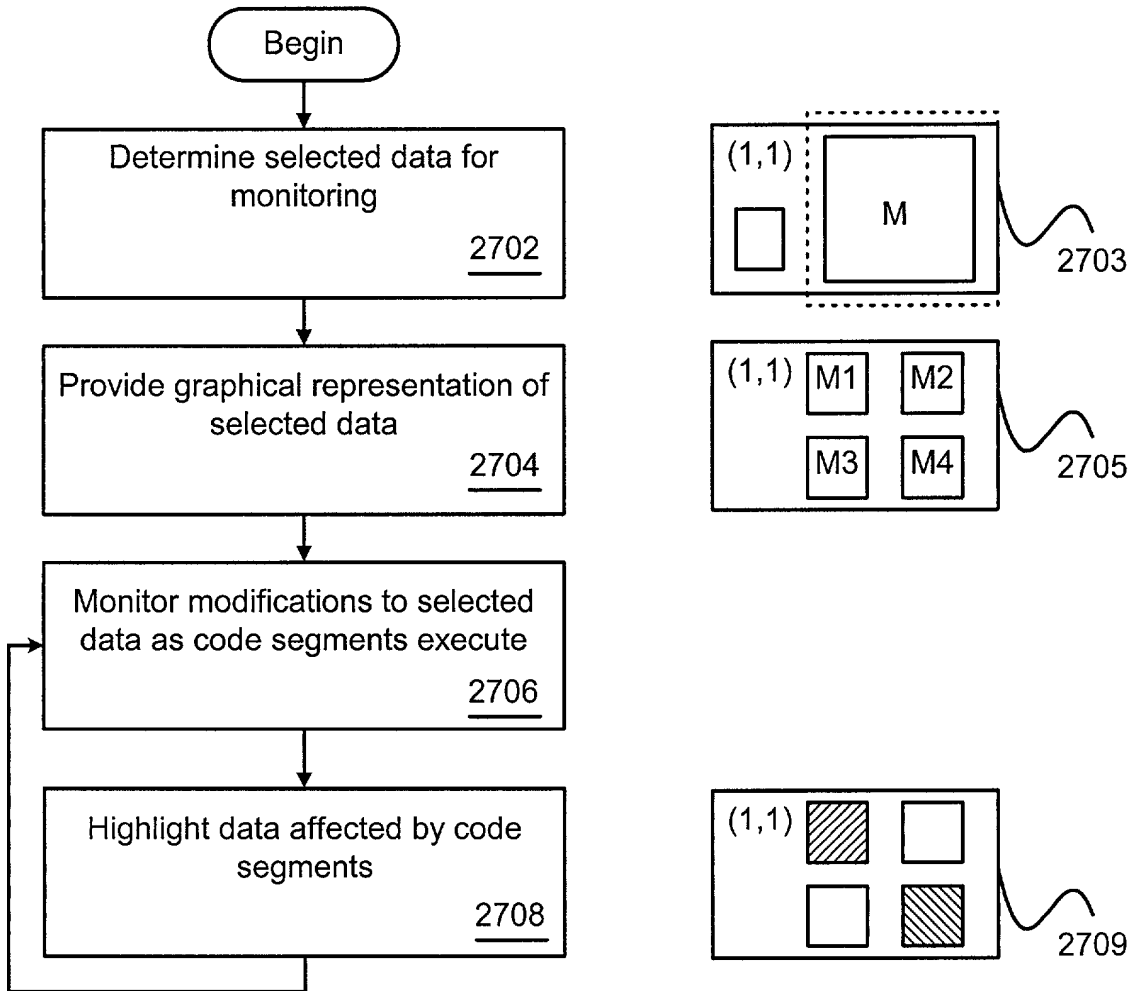 Begin
Determine selected data for
monitoring
2702
(1,1)
M
2703
Provide graphical representation of
selected data
2704
(1,1) M1 M2
M3 M4
2705
Monitor modifications to selected
data as code segments execute
2706
Highlight data affected by code
segments
2708
(1,1)
2709